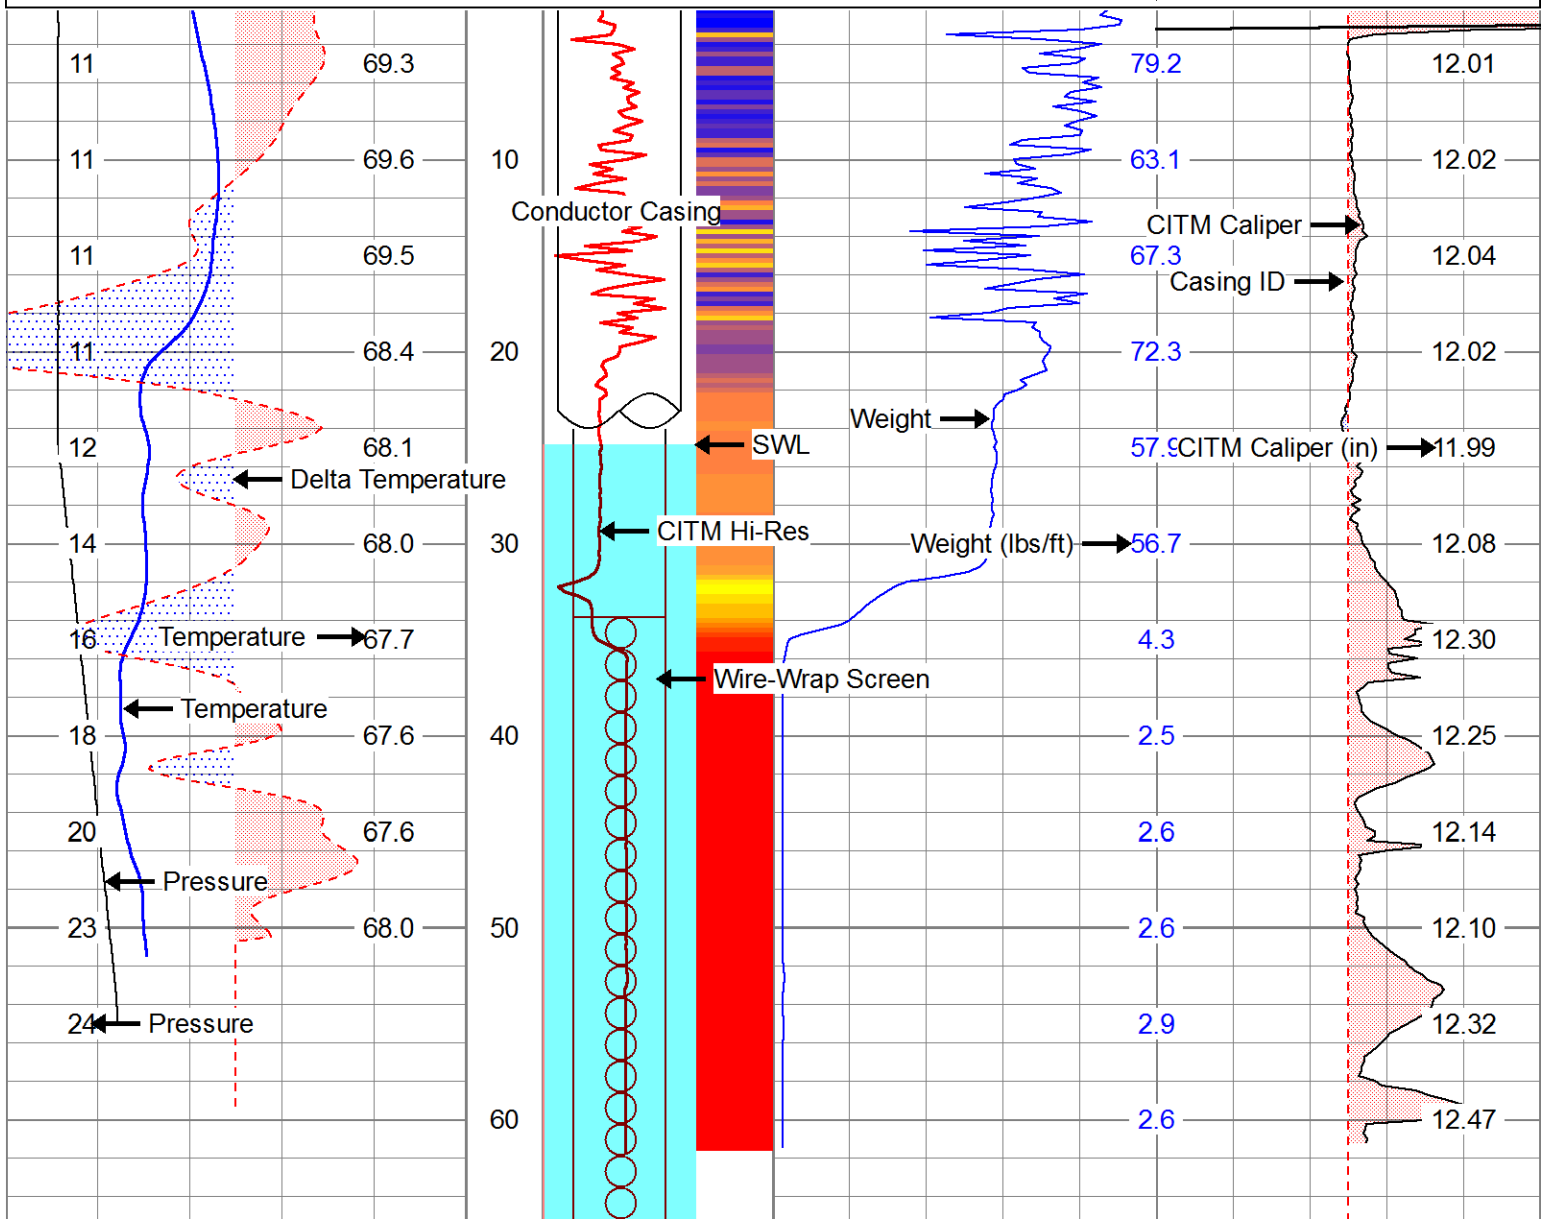 11 69.3 79.2 12.01
11 69.6 10 63.1 12.02
Conductor Casing
CITM Caliper
11 69.5 67.3 12.04
Casing ID
11 68.4 20 72.3 12.02
Weight
12 68.1 SWL 57.9 CITM Caliper (in) 11.99
Delta Temperature
CITM Hi-Res
14 68.0 30 Weight (lbs/ft) 56.7 12.08
16 Temperature 67.7 4.3 12.30
Wire-Wrap Screen
Temperature
18 67.6 40 2.5 12.25
20 67.6 2.6 12.14
Pressure
23 68.0 50 2.6 12.10
24 Pressure 2.9 12.32
60 2.6 12.47